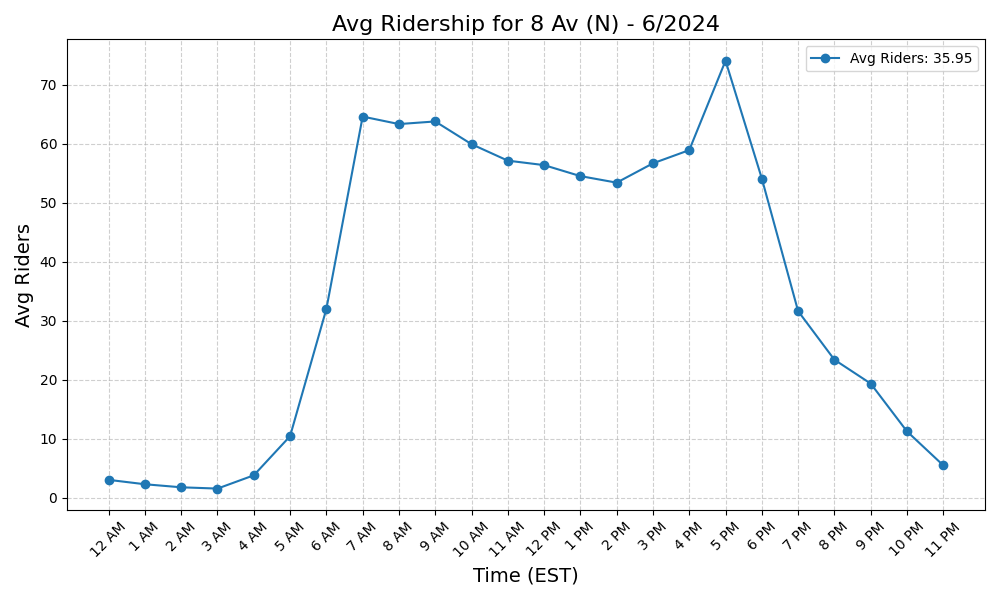 Avg Ridership for 8 Av (N) - 6/2024
Avg Riders: 35.95
Avg Riders
70
60
50
40
30
20
10
0
12 AM
1 AM
2 AM
3 AM
4 AM
5 AM
6 AM
7 AM
8 AM
9 AM
10 AM
11 AM
12 PM
1 PM
2 PM
3 PM
4 PM
5 PM
6 PM
7 PM
8 PM
9 PM
10 PM
11 PM
Time (EST)